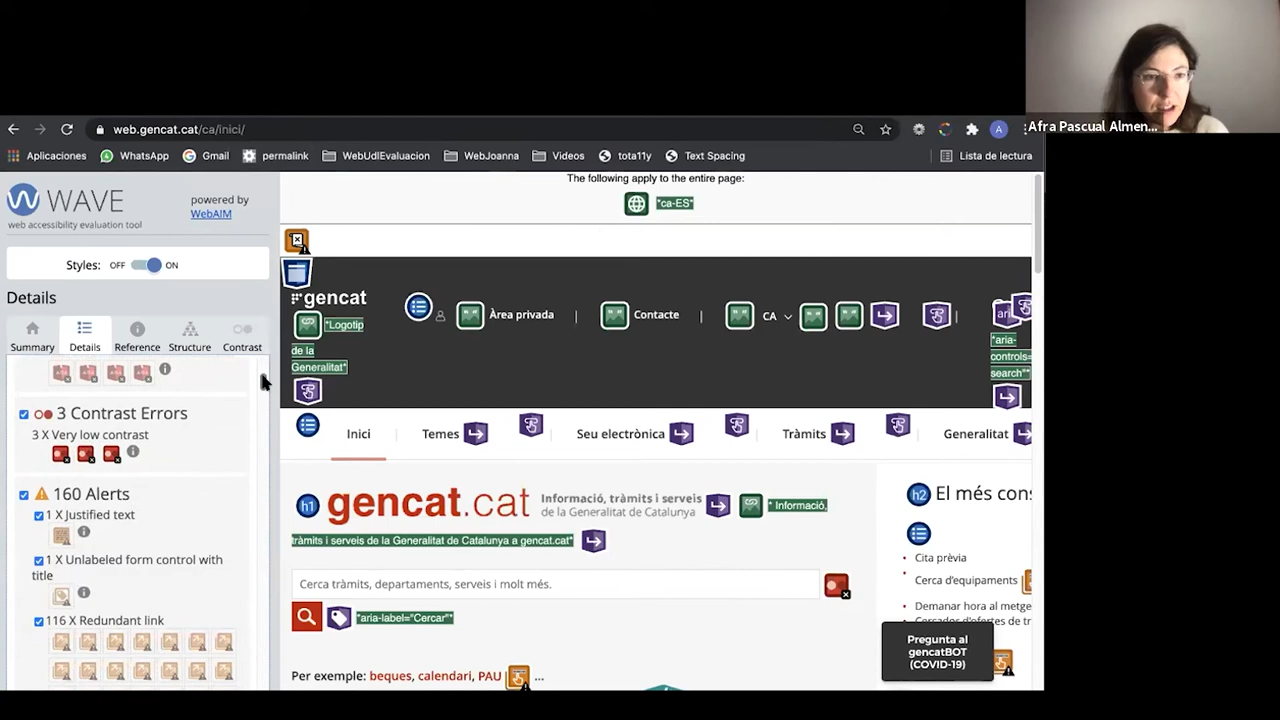 Afra Pascual Almen...
web.gencat.cat/ca/inici/
Aplicaciones WhatsApp Gmail permalink WebUdlEvaluacion WebJoanna Videos tota11y Text Spacing Lista de lectura
WAVE
powered by
WebAIM
web accessibility evaluation tool
Styles: OFF ON
Details
Summary Details Reference Structure Contrast
3 Contrast Errors
3 X Very low contrast
160 Alerts
1 X Justified text
1 X Unlabeled form control with
title
116 X Redundant link
The following apply to the entire page:
*ca-ES*
gencat
*Logotip
de la
Generalitat*
Àrea privada | Contacte | CA |
*aria-
controls=
search"*
Inici Temes Seu electrònica Tràmits Generalitat
h1 gencat.cat
Informació, tràmits i serveis
de la Generalitat de Catalunya
* Informació,
tràmits i serveis de la Generalitat de Catalunya a gencat.cat*
Cerca tràmits, departaments, serveis i molt més.
*aria-label="Cercar"*
Per exemple: beques, calendari, PAU ...
h2 El més cons
Cita prèvia
Cerca d'equipaments
Demanar hora al metge
Cercador d'ofertes de tr
Pregunta al
gencatBOT
(COVID-19)